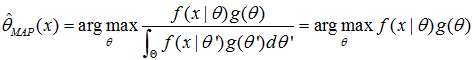 θ̂_MAP(x) = arg max_θ f(x | θ)g(θ) / ∫_Θ f(x | θ')g(θ')dθ' = arg max_θ f(x | θ)g(θ)